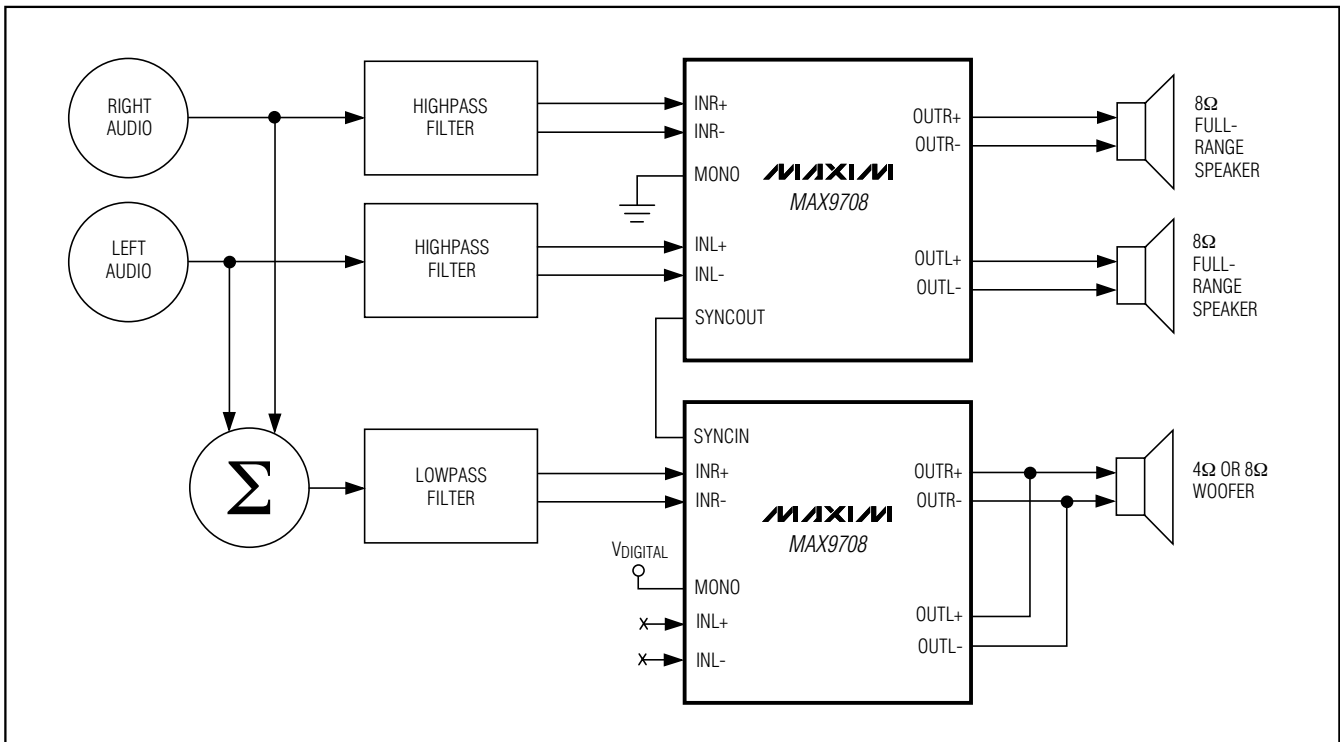 RIGHT
AUDIO
HIGHPASS
FILTER
INR+
INR-
MONO
MAXIM
MAX9708
OUTR+
OUTR-
8Ω
FULL-
RANGE
SPEAKER
LEFT
AUDIO
HIGHPASS
FILTER
INL+
INL-
SYNCOUT
OUTL+
OUTL-
8Ω
FULL-
RANGE
SPEAKER
Σ
LOWPASS
FILTER
VDIGITAL
SYNCIN
INR+
INR-
MONO
INL+
INL-
MAXIM
MAX9708
OUTR+
OUTR-
OUTL+
OUTL-
4Ω OR 8Ω
WOOFER